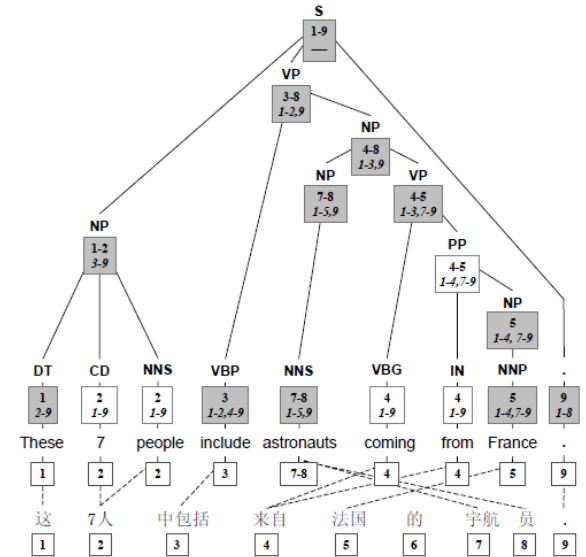 S
1-9
—
VP
3-8
1-2,9
NP
NP
4-8
1-3,9
VP
7-8
1-5,9
4-5
1-3,7-9
NP
PP
1-2
3-9
4-5
1-4,7-9
NP
5
1-4, 7-9
DT CD NNS VBP NNS VBG IN NNP .
1 2 2 3 7-8 4 4 5 9
2-9 1-9 1-9 1-2,4-9 1-5,9 1-9 1-9 1-4,7-9 1-8
These 7 people include astronauts coming from France .
1 2 2 3 7-8 4 4 5 9
这 7人 中包括 来自 法国 的 宇航 员 .
1 2 3 4 5 6 7 8 9